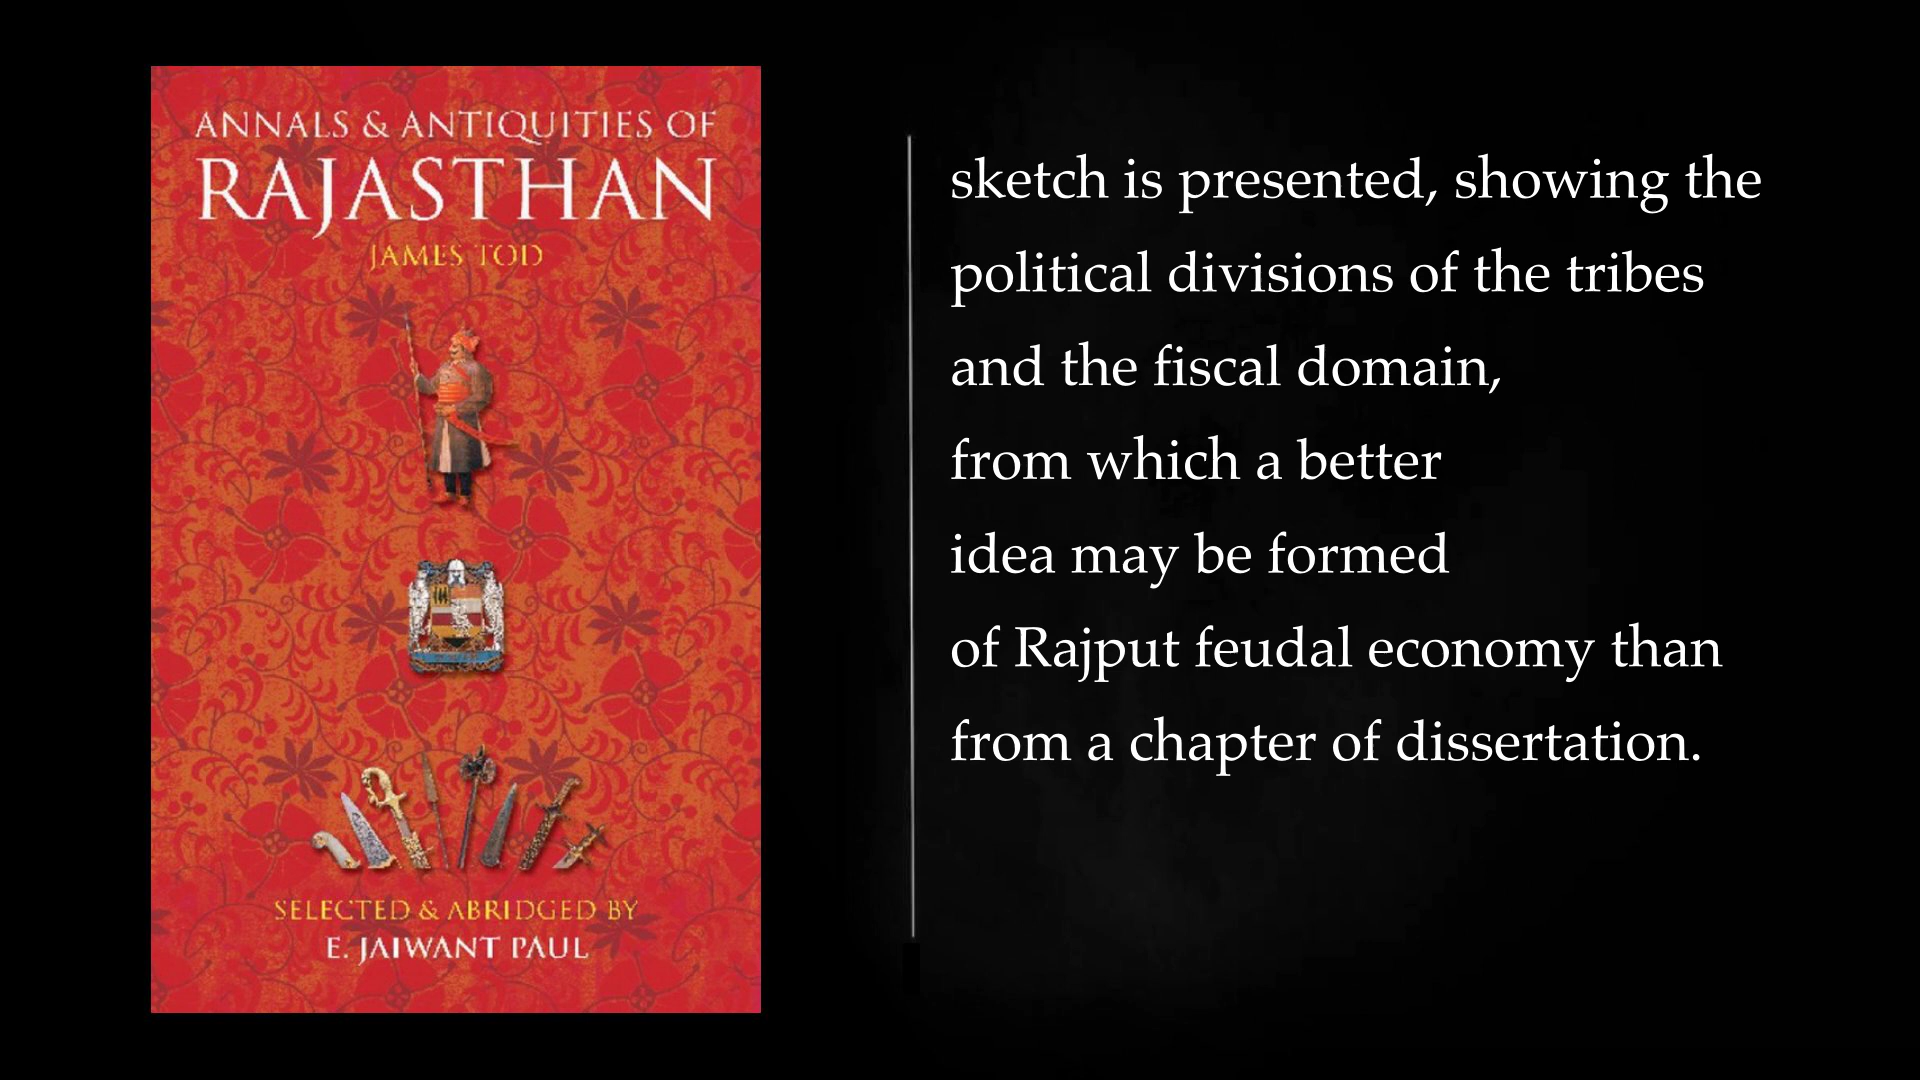 ANNALS & ANTIQUITIES OF
RAJASTHAN
JAMES TOD
SELECTED & ABRIDGED BY
E. JAIWANT PAUL
sketch is presented, showing the
political divisions of the tribes
and the fiscal domain,
from which a better
idea may be formed
of Rajput feudal economy than
from a chapter of dissertation.